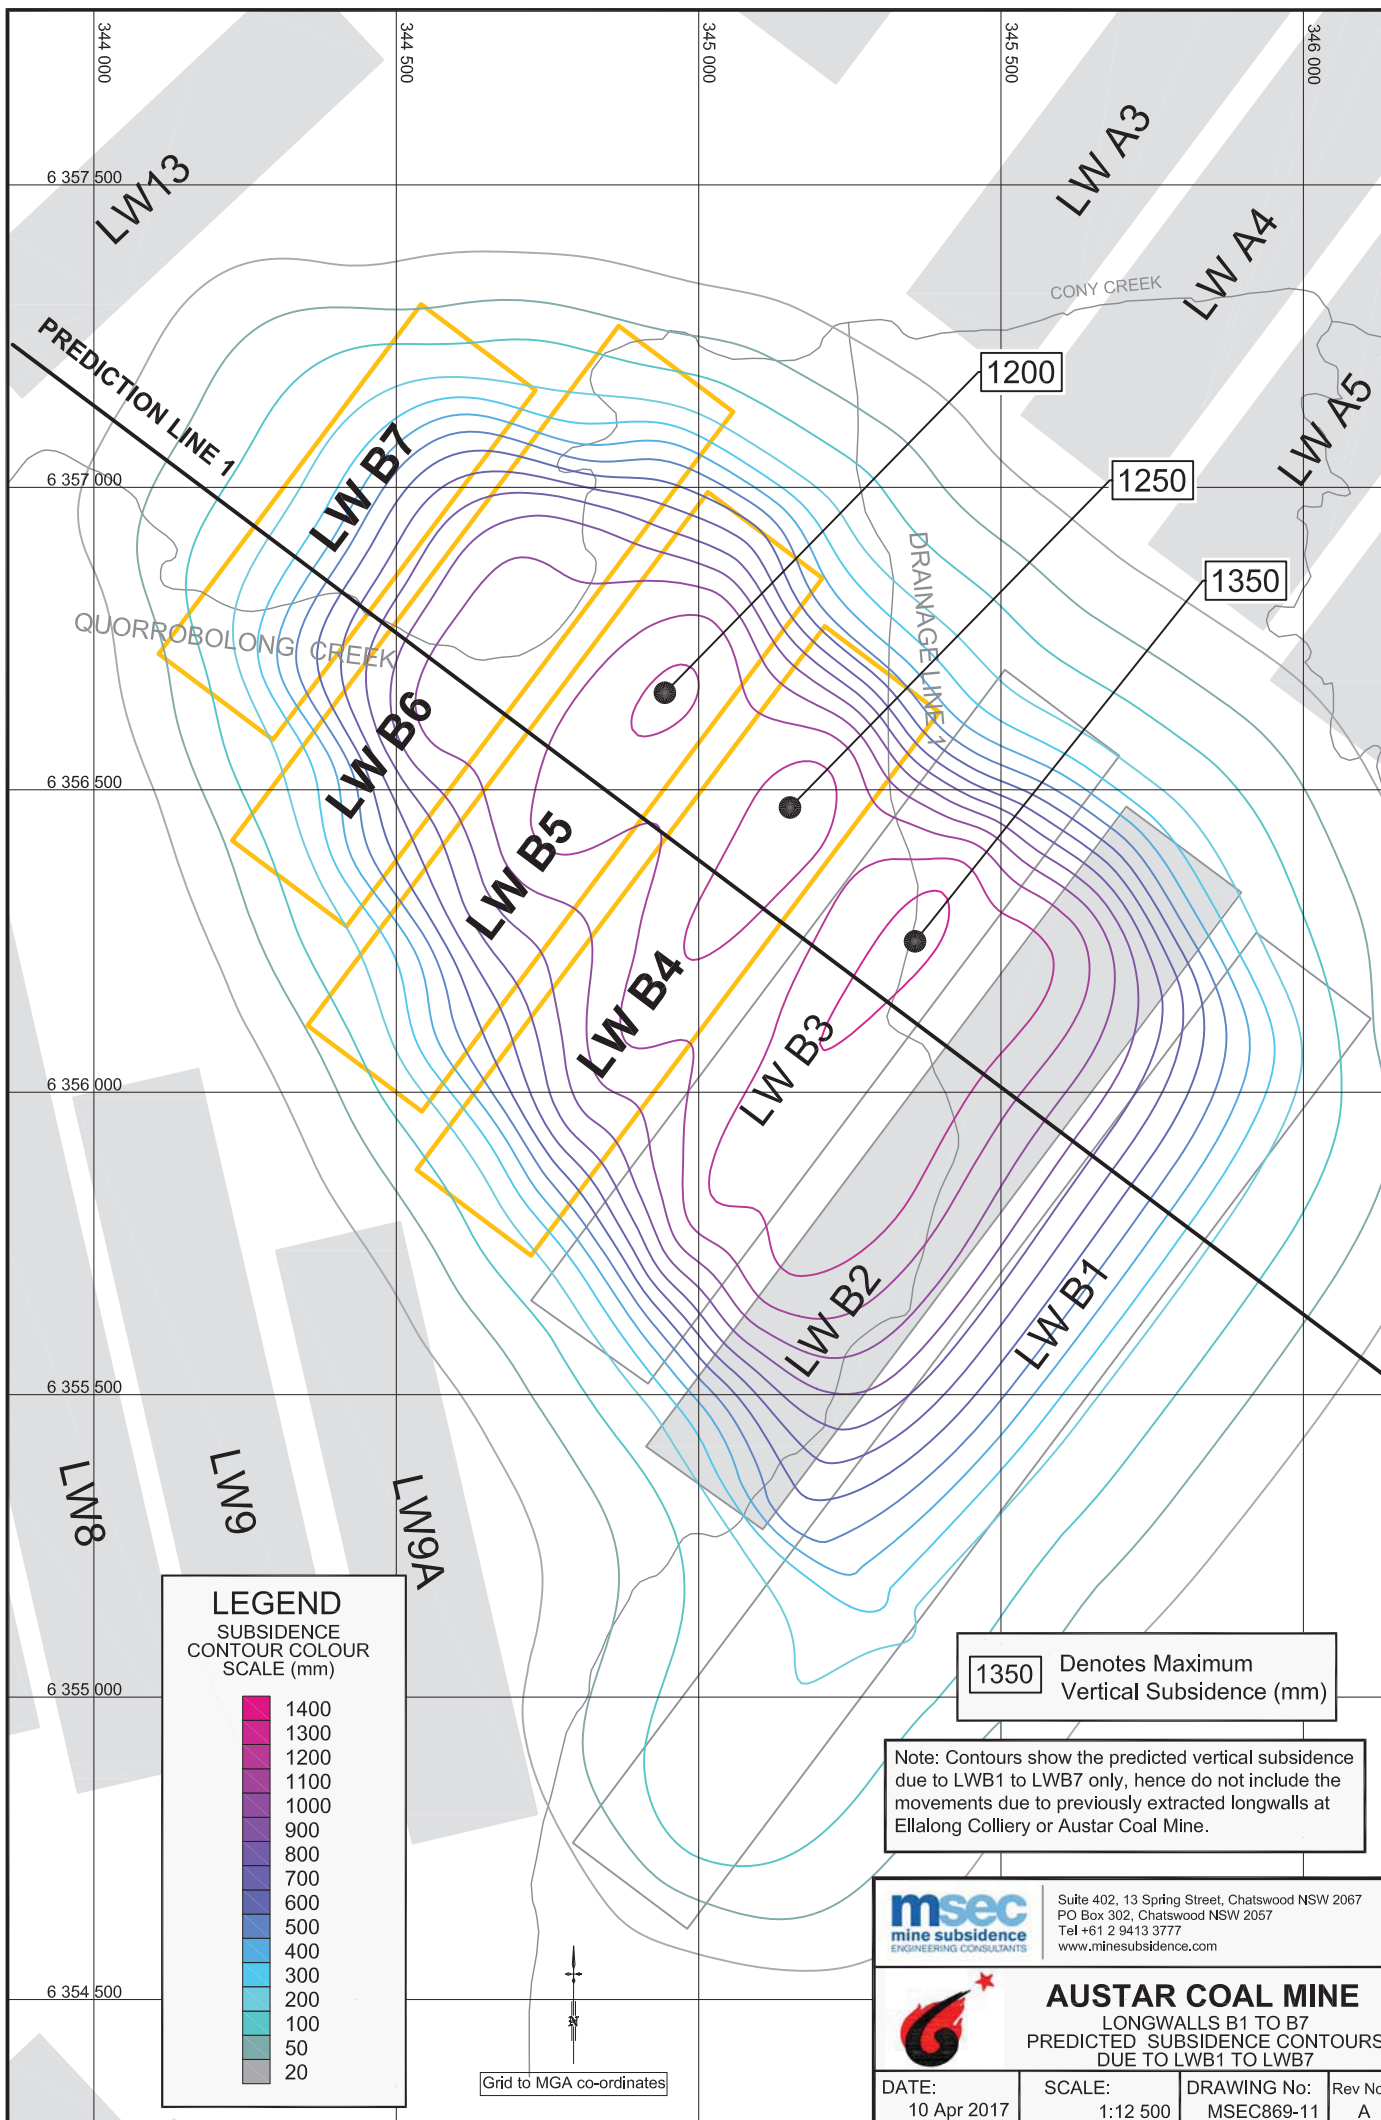 344 000
344 500
345 000
345 500
346 000
6 357 500
6 357 000
6 356 500
6 356 000
6 355 500
6 355 000
6 354 500
LW13
LW A3
LW A4
LW A5
CONY CREEK
PREDICTION LINE 1
1200
1250
1350
LW B7
DRAINAGE LINE 1
QUORROBOLONG CREEK
LW B6
LW B5
LW B4
LW B3
LW B2
LW B1
LW8
LW9
LW9A
LEGEND
SUBSIDENCE
CONTOUR COLOUR
SCALE (mm)
1400
1300
1200
1100
1000
900
800
700
600
500
400
300
200
100
50
20
N
Grid to MGA co-ordinates
1350 Denotes Maximum
Vertical Subsidence (mm)
Note: Contours show the predicted vertical subsidence
due to LWB1 to LWB7 only, hence do not include the
movements due to previously extracted longwalls at
Ellalong Colliery or Austar Coal Mine.
msec
mine subsidence
ENGINEERING CONSULTANTS
Suite 402, 13 Spring Street, Chatswood NSW 2067
PO Box 302, Chatswood NSW 2057
Tel +61 2 9413 3777
www.minesubsidence.com
AUSTAR COAL MINE
LONGWALLS B1 TO B7
PREDICTED SUBSIDENCE CONTOURS
DUE TO LWB1 TO LWB7
DATE:
10 Apr 2017
SCALE:
1:12 500
DRAWING No:
MSEC869-11
Rev No
A